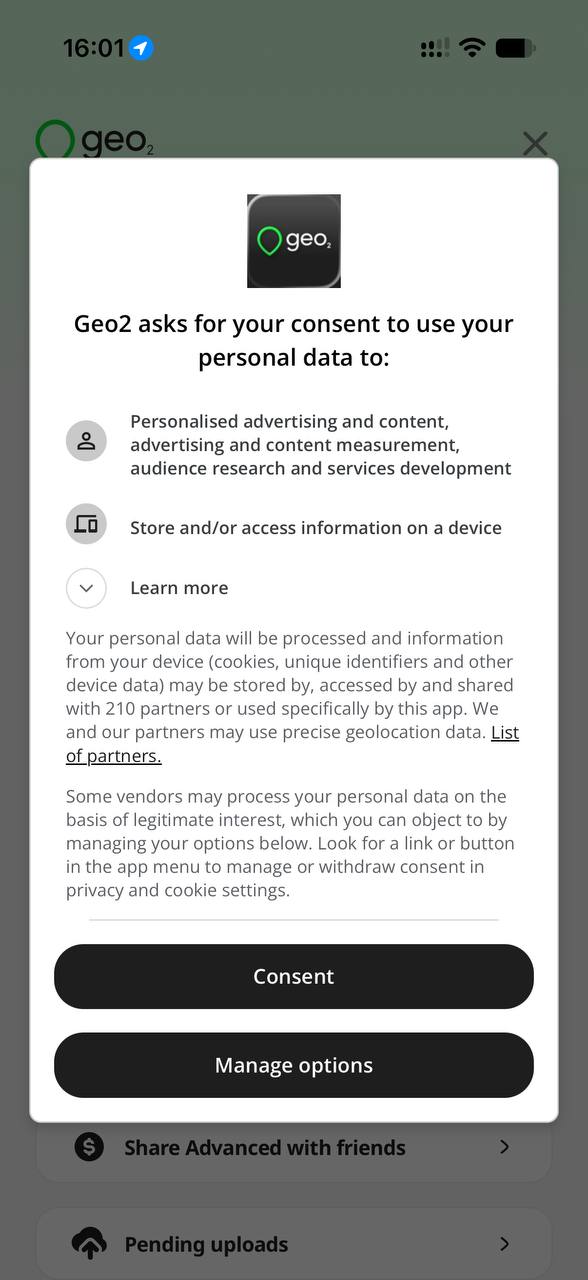 16:01
geo2
geo2
Geo2 asks for your consent to use your
personal data to:
Personalised advertising and content,
advertising and content measurement,
audience research and services development
Store and/or access information on a device
Learn more
Your personal data will be processed and information
from your device (cookies, unique identifiers and other
device data) may be stored by, accessed by and shared
with 210 partners or used specifically by this app. We
and our partners may use precise geolocation data. List
of partners.
Some vendors may process your personal data on the
basis of legitimate interest, which you can object to by
managing your options below. Look for a link or button
in the app menu to manage or withdraw consent in
privacy and cookie settings.
Consent
Manage options
Share Advanced with friends
Pending uploads